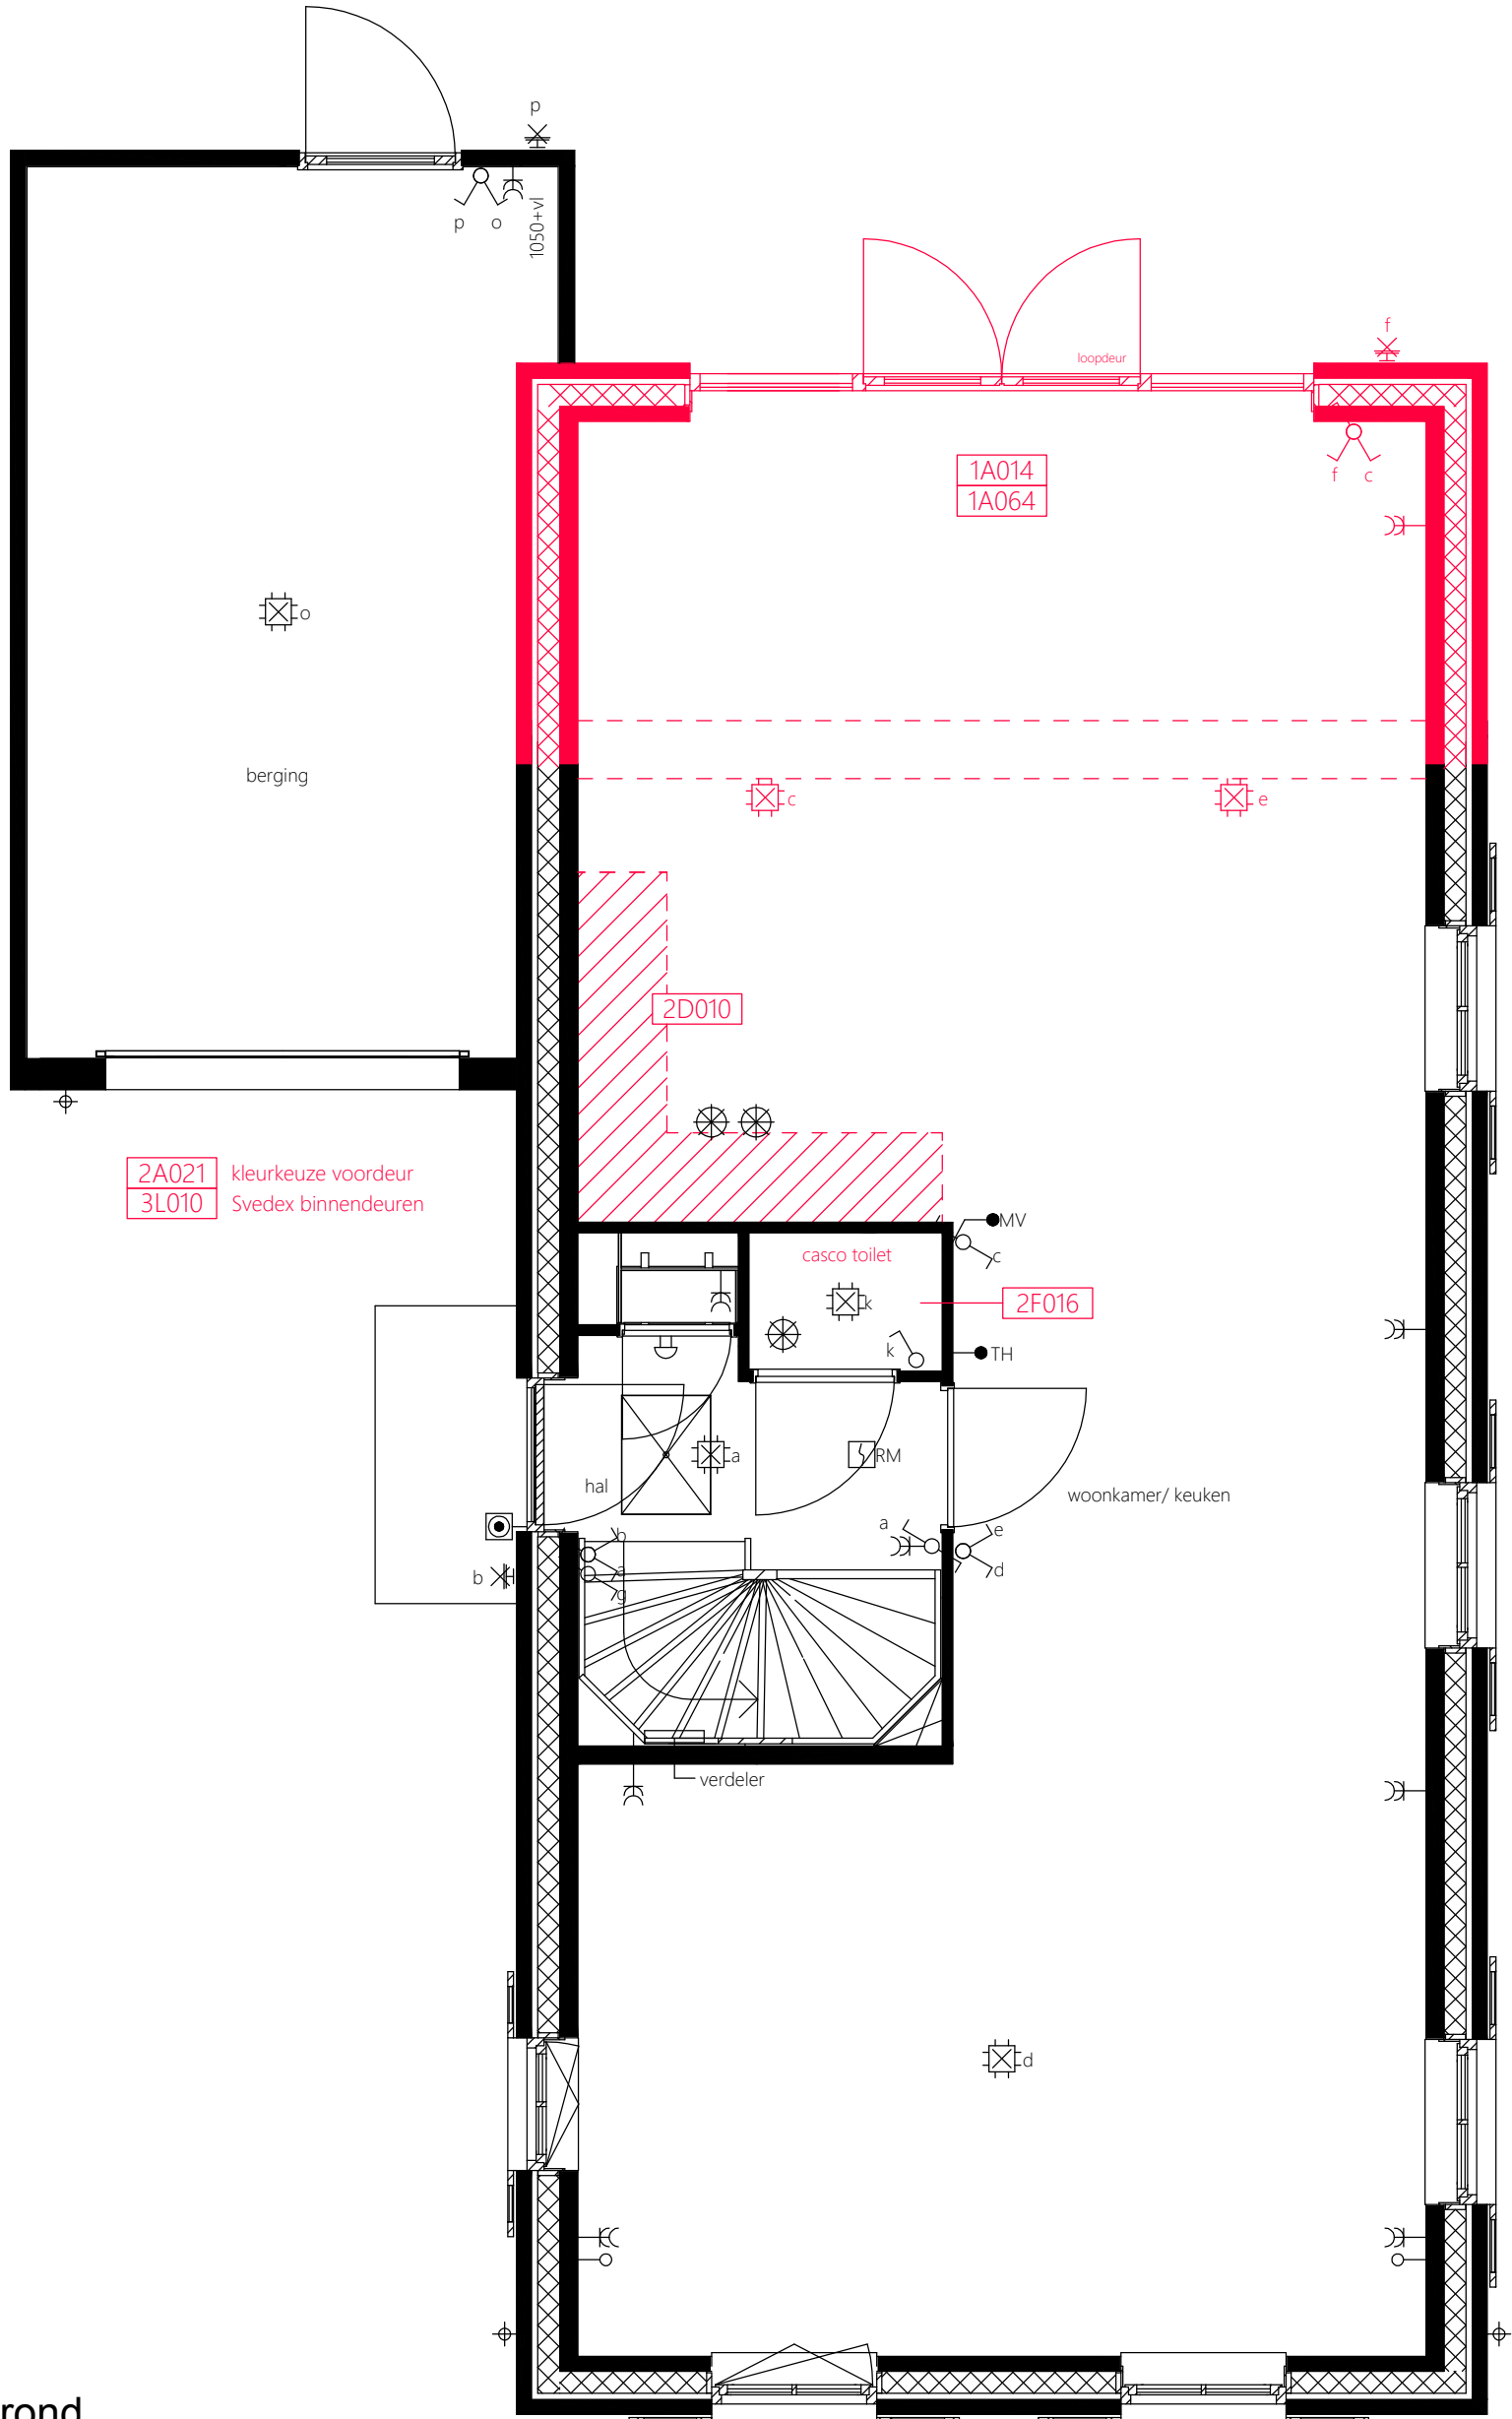 p
p o
1050+vl
f
loopdeur
1A014
1A064
f c
o
berging
c
e
2D010
2A021 kleurkeuze voordeur
3L010 Svedex binnendeuren
MV
casco toilet
c
k
2F016
k
TH
a
RM
hal
woonkamer/ keuken
a
e
b
b
a
d
g
verdeler
d
rond